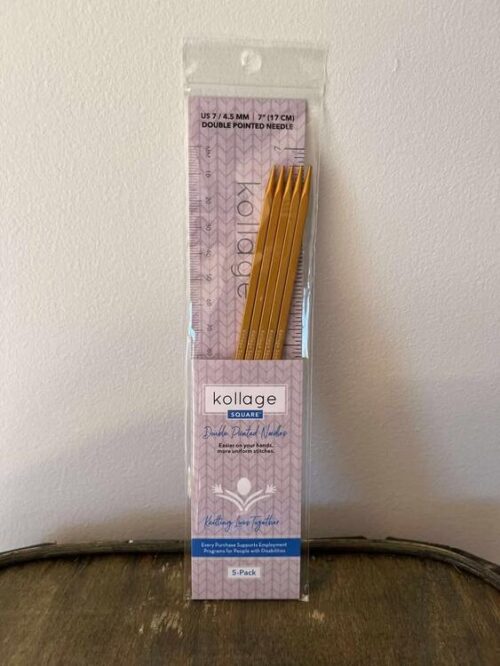 US 7 / 4.5 MM | 7" (17 CM)
DOUBLE POINTED NEEDLE
kollage
kollage
SQUARE
Double Pointed Needles
Easier on your hands,
more uniform stitches.
Knitting Lives Together
Every Purchase Supports Employment
Programs for People with Disabilities
5-Pack